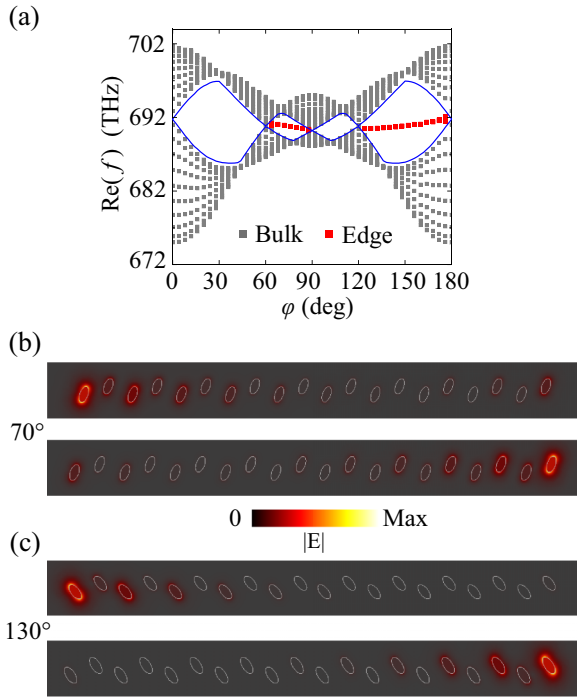 (a)
702
692
682
672
Re(f) (THz)
Bulk Edge
0 30 60 90 120 150 180
φ (deg)
(b)
70°
0 Max
|E|
(c)
130°